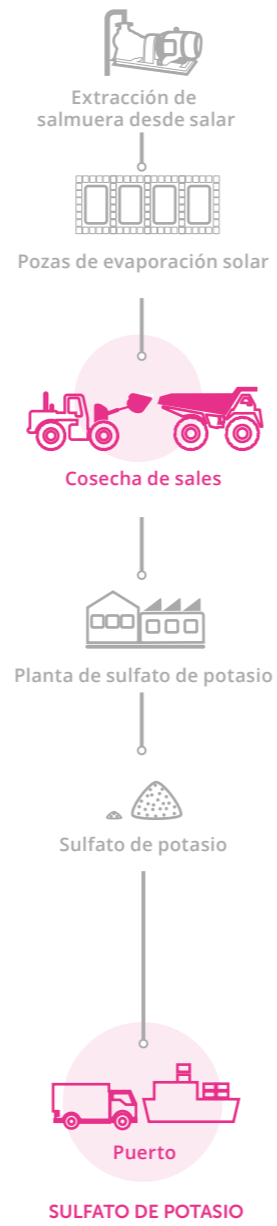 Extracción de
salmuera desde salar
Pozas de evaporación solar
Cosecha de sales
Planta de sulfato de potasio
Sulfato de potasio
Puerto
SULFATO DE POTASIO